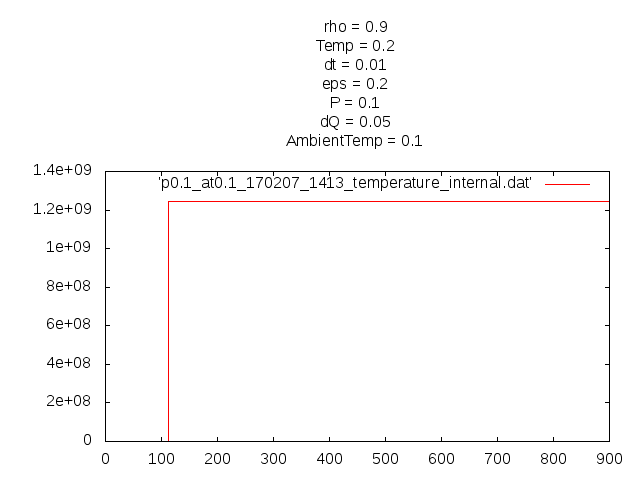 rho = 0.9
Temp = 0.2
dt = 0.01
eps = 0.2
P = 0.1
dQ = 0.05
AmbientTemp = 0.1
1.4e+09
'p0.1_at0.1_170207_1413_temperature_internal.dat'
1.2e+09
1e+09
8e+08
6e+08
4e+08
2e+08
0
0 100 200 300 400 500 600 700 800 900